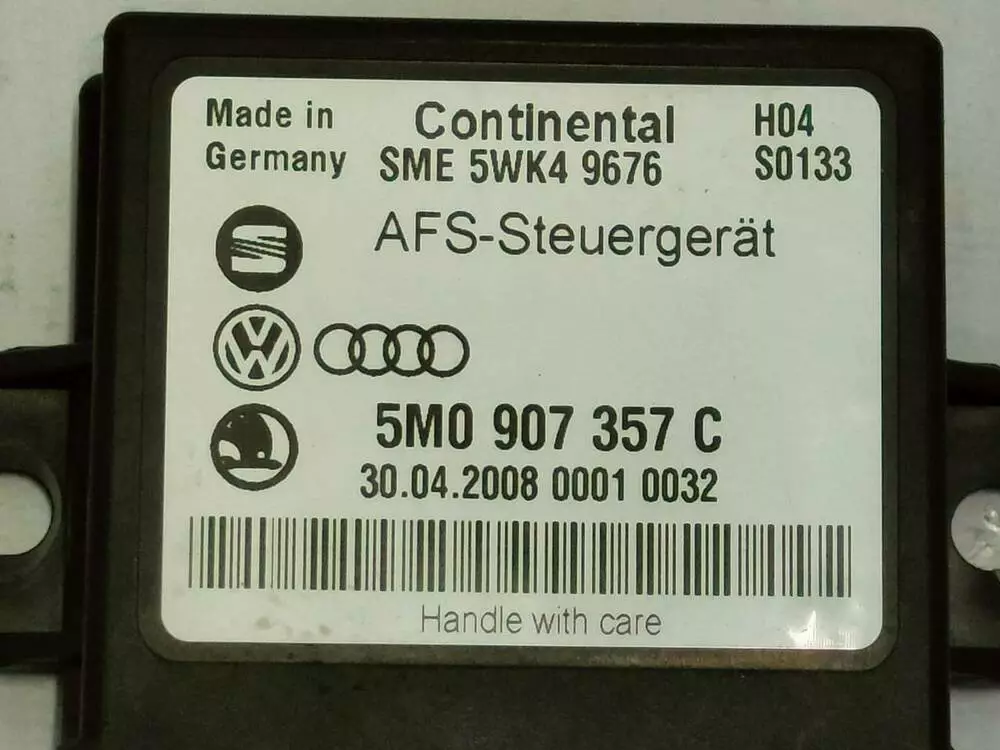 Made in
Germany
Continental
SME 5WK4 9676
H04
S0133
AFS-Steuergerät
5M0 907 357 C
30.04.2008 0001 0032
Handle with care